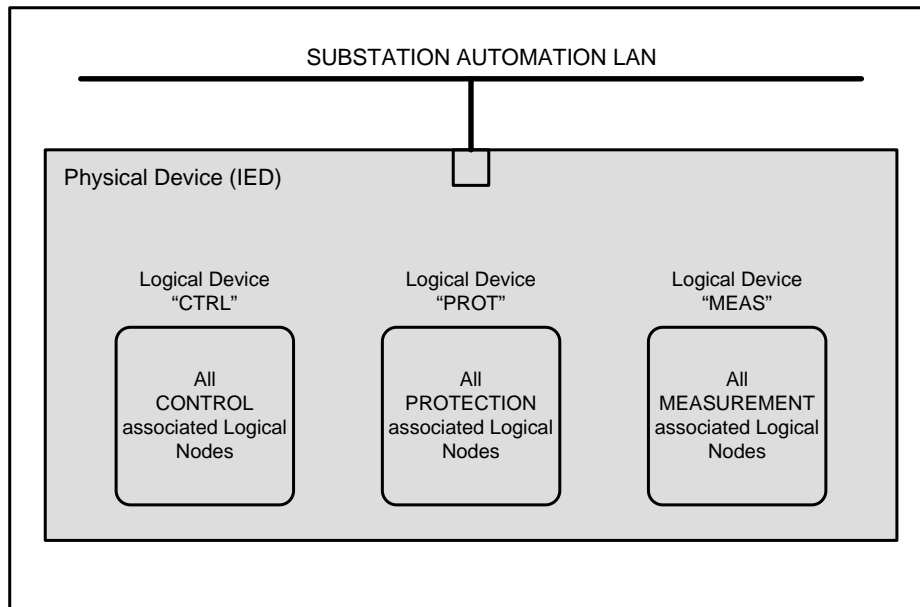 SUBSTATION AUTOMATION LAN
Physical Device (IED)
Logical Device
“CTRL”
All
CONTROL
associated Logical
Nodes
Logical Device
“PROT”
All
PROTECTION
associated Logical
Nodes
Logical Device
“MEAS”
All
MEASUREMENT
associated Logical
Nodes